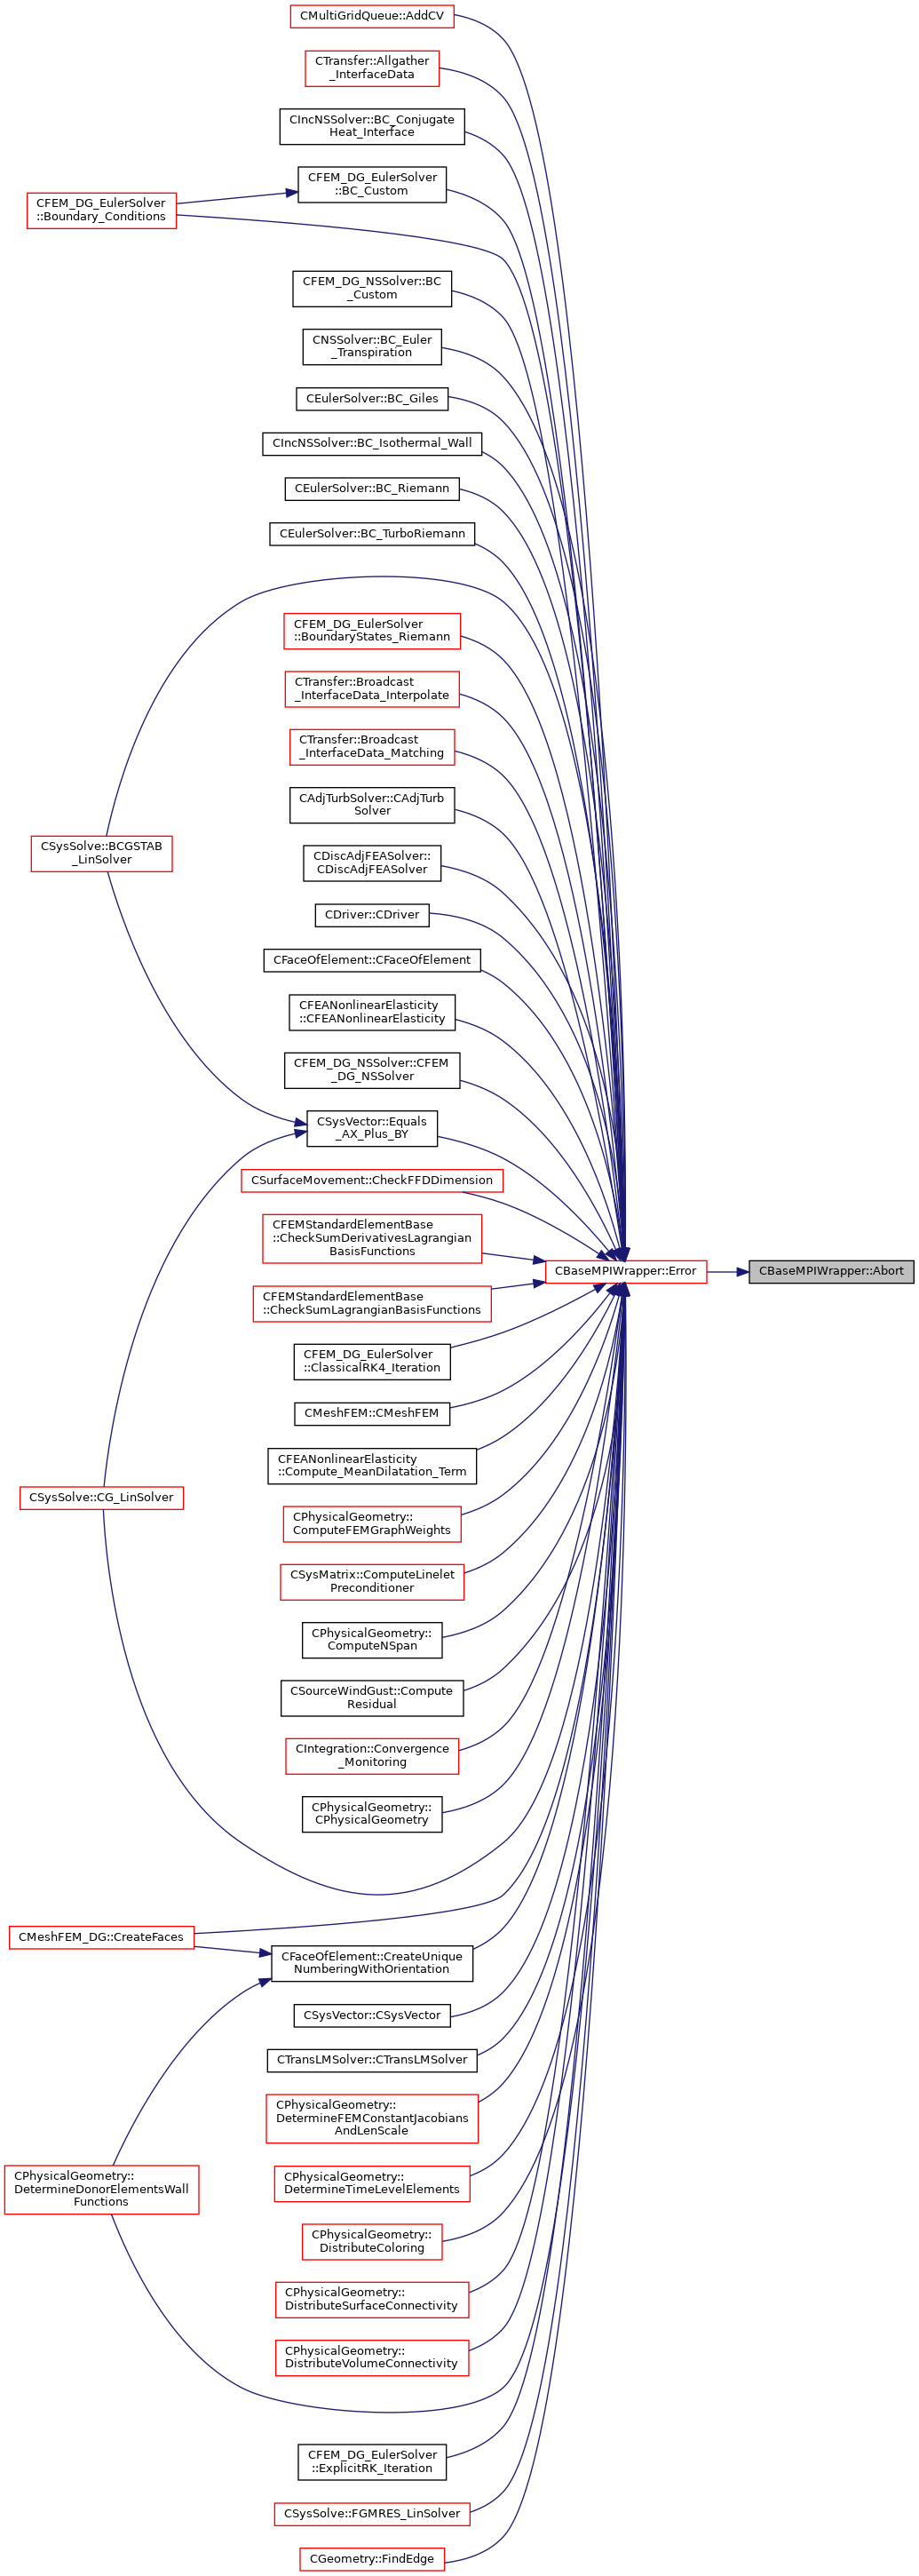 CMultiGridQueue::AddCV
CTransfer::Allgather
_InterfaceData
CIncNSSolver::BC_Conjugate
Heat_Interface
CFEM_DG_EulerSolver
::BC_Custom
CFEM_DG_EulerSolver
::Boundary_Conditions
CFEM_DG_NSSolver::BC
_Custom
CNSSolver::BC_Euler
_Transpiration
CEulerSolver::BC_Giles
CIncNSSolver::BC_Isothermal_Wall
CEulerSolver::BC_Riemann
CEulerSolver::BC_TurboRiemann
CFEM_DG_EulerSolver
::BoundaryStates_Riemann
CTransfer::Broadcast
_InterfaceData_Interpolate
CTransfer::Broadcast
_InterfaceData_Matching
CAdjTurbSolver::CAdjTurb
Solver
CSysSolve::BCGSTAB
_LinSolver
CDiscAdjFEASolver::
CDiscAdjFEASolver
CDriver::CDriver
CFaceOfElement::CFaceOfElement
CFEANonlinearElasticity
::CFEANonlinearElasticity
CFEM_DG_NSSolver::CFEM
_DG_NSSolver
CSysVector::Equals
_AX_Plus_BY
CSurfaceMovement::CheckFFDDimension
CFEMStandardElementBase
::CheckSumDerivativesLagrangian
BasisFunctions
CBaseMPIWrapper::Error
CBaseMPIWrapper::Abort
CFEMStandardElementBase
::CheckSumLagrangianBasisFunctions
CFEM_DG_EulerSolver
::ClassicalRK4_Iteration
CMeshFEM::CMeshFEM
CFEANonlinearElasticity
::Compute_MeanDilatation_Term
CSysSolve::CG_LinSolver
CPhysicalGeometry::
ComputeFEMGraphWeights
CSysMatrix::ComputeLinelet
Preconditioner
CPhysicalGeometry::
ComputeNSpan
CSourceWindGust::Compute
Residual
CIntegration::Convergence
_Monitoring
CPhysicalGeometry::
CPhysicalGeometry
CMeshFEM_DG::CreateFaces
CFaceOfElement::CreateUnique
NumberingWithOrientation
CSysVector::CSysVector
CTransLMSolver::CTransLMSolver
CPhysicalGeometry::
DetermineFEMConstantJacobians
AndLenScale
CPhysicalGeometry::
DetermineDonorElementsWall
Functions
CPhysicalGeometry::
DetermineTimeLevelElements
CPhysicalGeometry::
DistributeColoring
CPhysicalGeometry::
DistributeSurfaceConnectivity
CPhysicalGeometry::
DistributeVolumeConnectivity
CFEM_DG_EulerSolver
::ExplicitRK_Iteration
CSysSolve::FGMRES_LinSolver
CGeometry::FindEdge